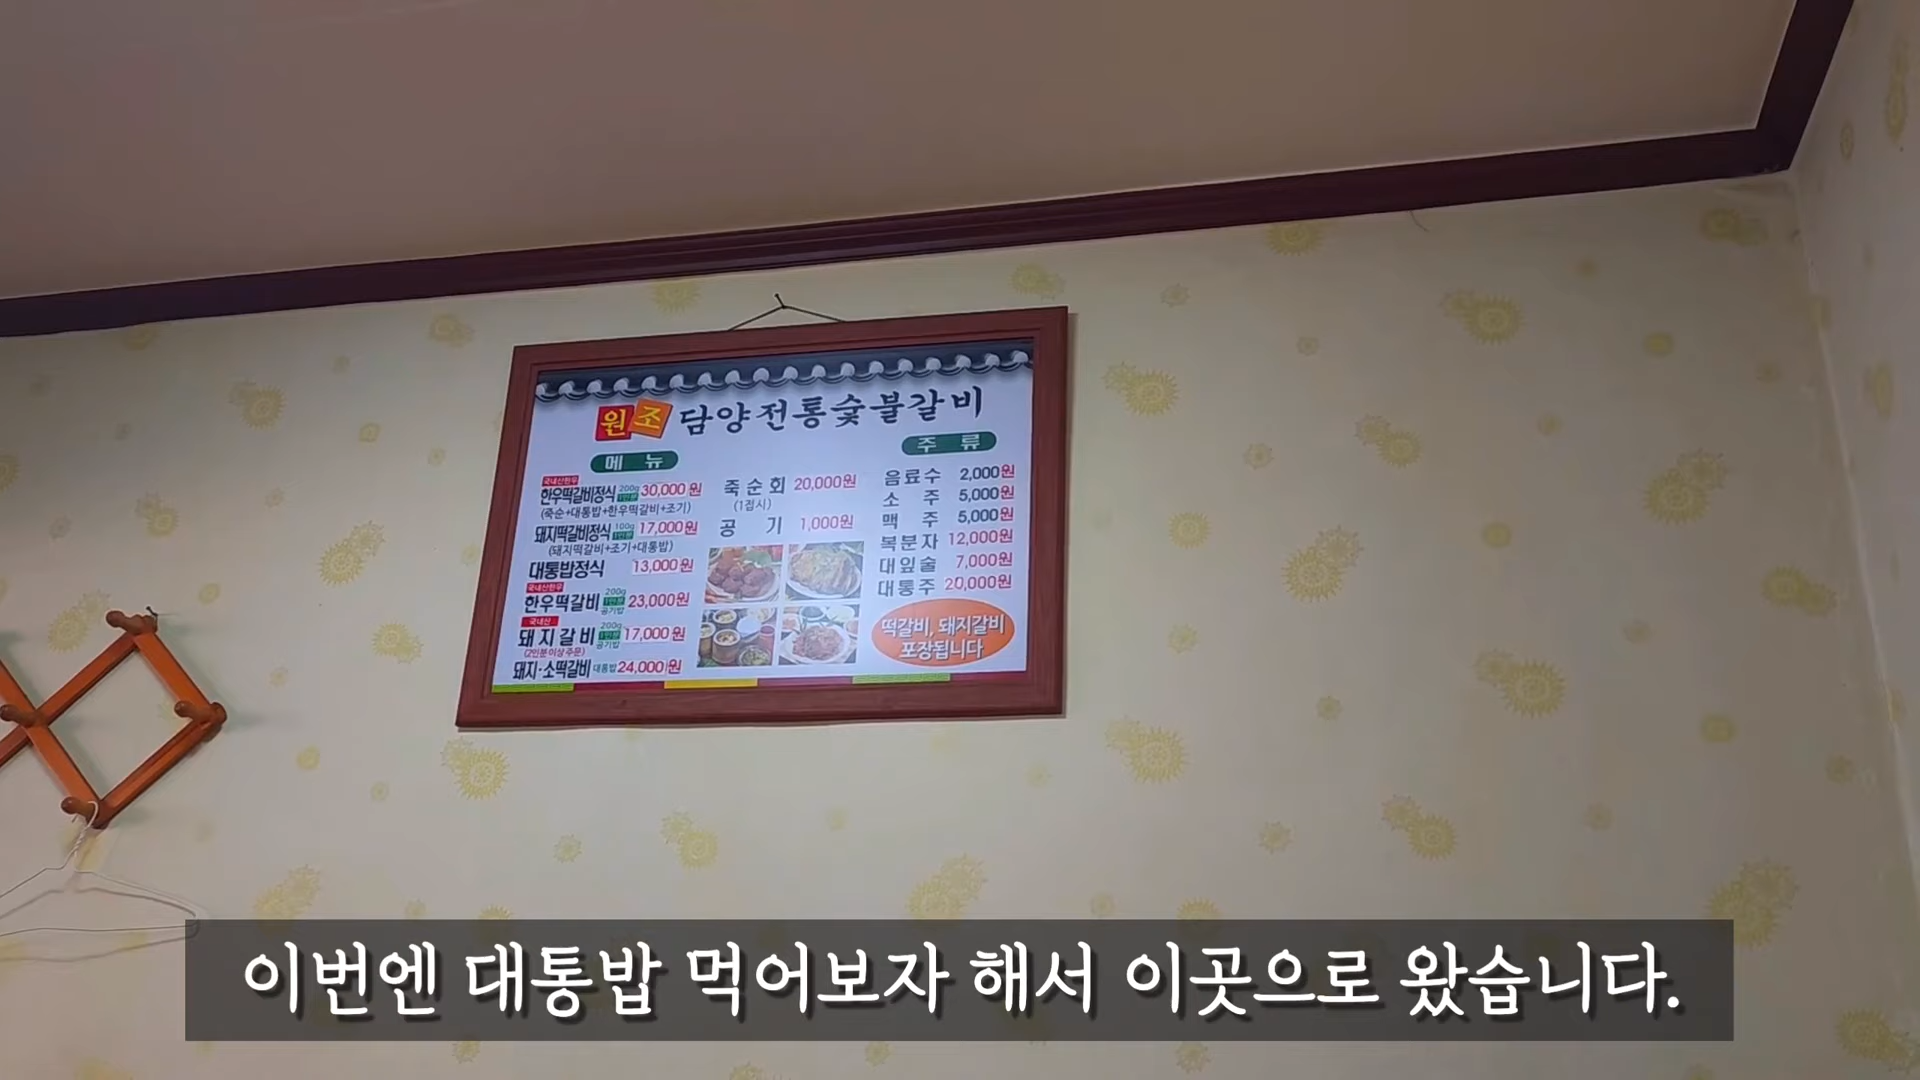 원조 담양전통숯불갈비
메 뉴
국내산한우
한우떡갈비정식 200g 1인분 30,000원
(죽순+대통밥+한우떡갈비+조기)
돼지떡갈비정식 100g 1인분 17,000원
(돼지떡갈비+조기+대통밥)
대통밥정식 13,000원
국내산한우
한우떡갈비 200g 1인분 공기밥 23,000원
국내산
돼지갈비 200g 1인분 공기밥 17,000원
(2인분이상 주문)
돼지·소떡갈비 대통밥 24,000원
죽순회 20,000원
(1접시)
공 기 1,000원
주 류
음료수 2,000원
소 주 5,000원
맥 주 5,000원
복분자 12,000원
대잎술 7,000원
대통주 20,000원
떡갈비, 돼지갈비
포장됩니다
이번엔 대통밥 먹어보자 해서 이곳으로 왔습니다.